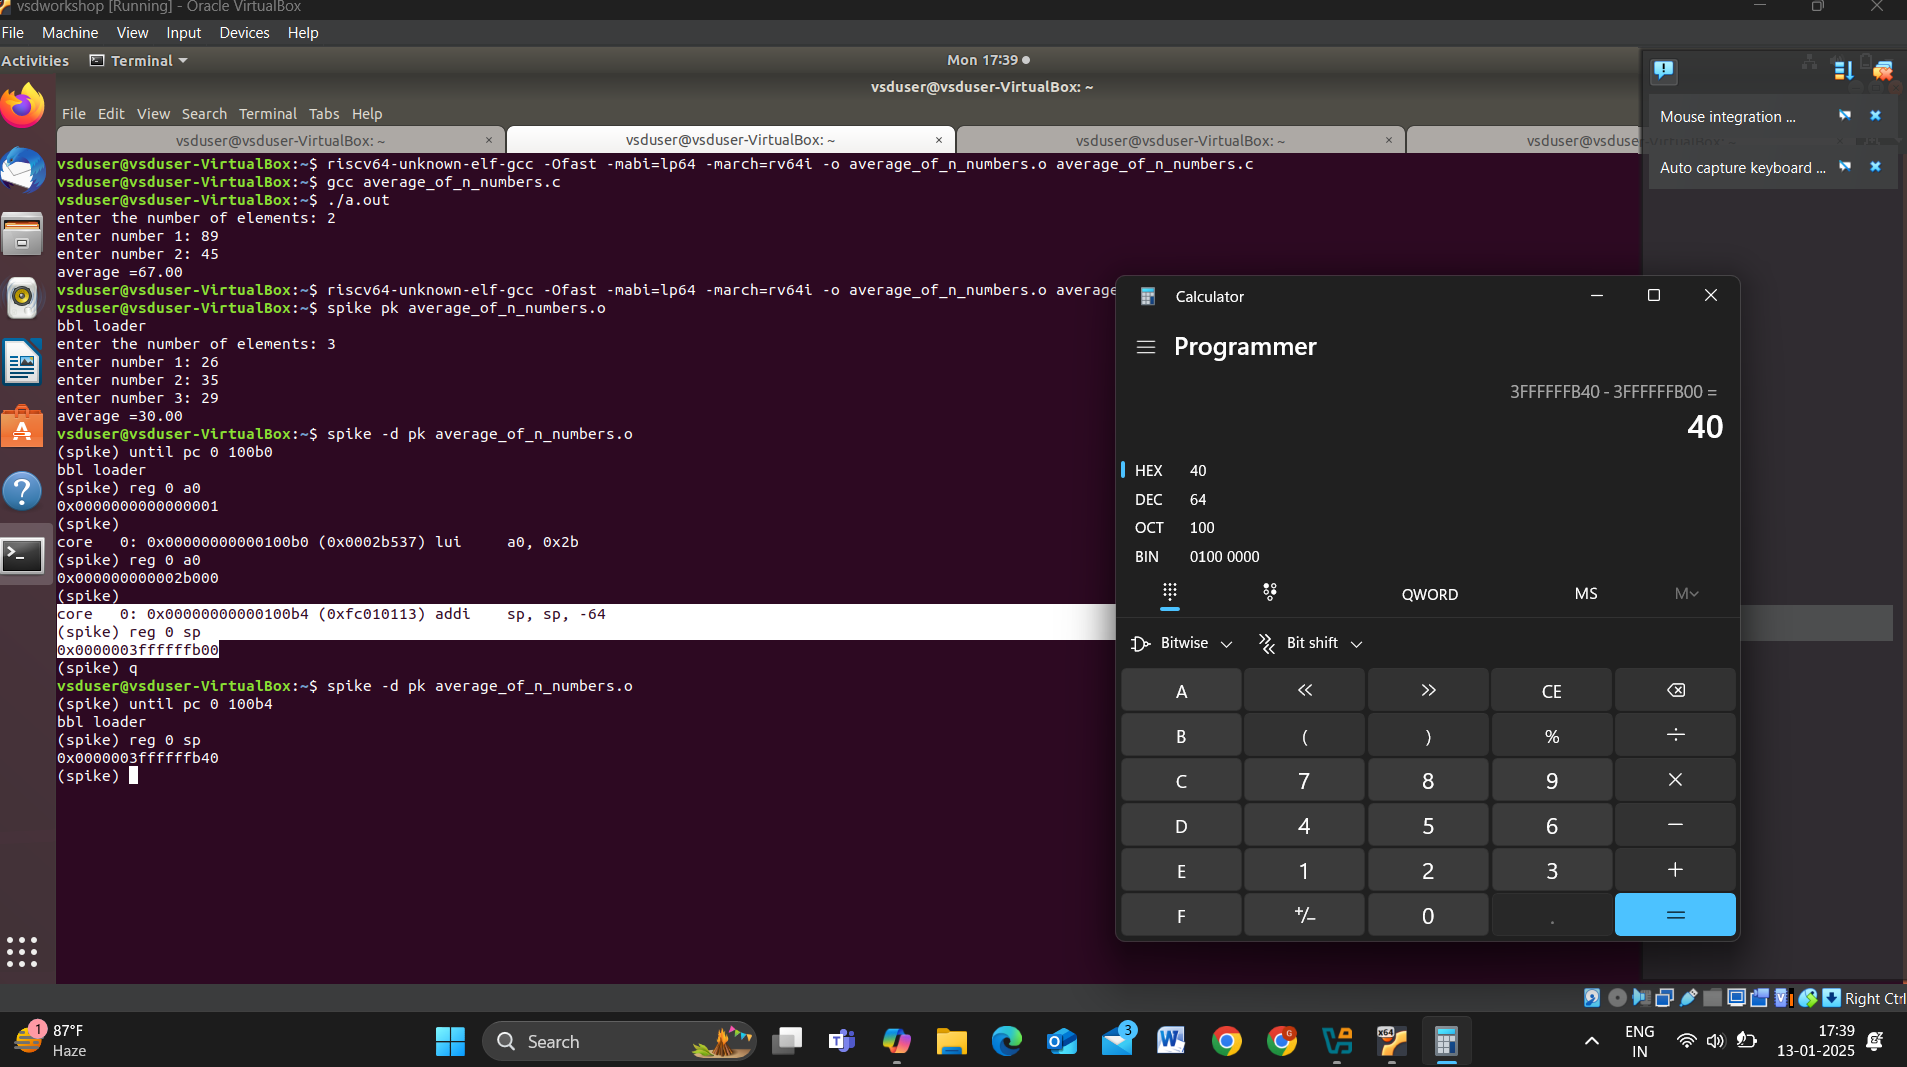 vsdworkshop [Running] - Oracle VirtualBox
File Machine View Input Devices Help
Activities Terminal Mon 17:39
vsduser@vsduser-VirtualBox: ~
File Edit View Search Terminal Tabs Help
vsduser@vsduser-VirtualBox: ~ × vsduser@vsduser-VirtualBox: ~ × vsduser@vsduser-VirtualBox: ~ × vsduser@vsduser-VirtualBox: ~
Mouse integration ...
Auto capture keyboard ...
vsduser@vsduser-VirtualBox:~$ riscv64-unknown-elf-gcc -Ofast -mabi=lp64 -march=rv64i -o average_of_n_numbers.o average_of_n_numbers.c
vsduser@vsduser-VirtualBox:~$ gcc average_of_n_numbers.c
vsduser@vsduser-VirtualBox:~$ ./a.out
enter the number of elements: 2
enter number 1: 89
enter number 2: 45
average =67.00
vsduser@vsduser-VirtualBox:~$ riscv64-unknown-elf-gcc -Ofast -mabi=lp64 -march=rv64i -o average_of_n_numbers.o average
vsduser@vsduser-VirtualBox:~$ spike pk average_of_n_numbers.o
bbl loader
enter the number of elements: 3
enter number 1: 26
enter number 2: 35
enter number 3: 29
average =30.00
vsduser@vsduser-VirtualBox:~$ spike -d pk average_of_n_numbers.o
(spike) until pc 0 100b0
bbl loader
(spike) reg 0 a0
0x0000000000000001
(spike)
core 0: 0x00000000000100b0 (0x0002b537) lui a0, 0x2b
(spike) reg 0 a0
0x000000000002b000
(spike)
core 0: 0x00000000000100b4 (0xfc010113) addi sp, sp, -64
(spike) reg 0 sp
0x0000003ffffffb00
(spike) q
vsduser@vsduser-VirtualBox:~$ spike -d pk average_of_n_numbers.o
(spike) until pc 0 100b4
bbl loader
(spike) reg 0 sp
0x0000003ffffffb40
(spike)
Calculator
Programmer
3FFFFFFB40 - 3FFFFFFB00 =
40
HEX 40
DEC 64
OCT 100
BIN 0100 0000
QWORD MS M
Bitwise Bit shift
A « » CE
B ( ) % ÷
C 7 8 9 ×
D 4 5 6 −
E 1 2 3 +
F +/− 0 . =
Right Ctrl
1 87°F
Haze
Search
3
ENG
IN
17:39
13-01-2025